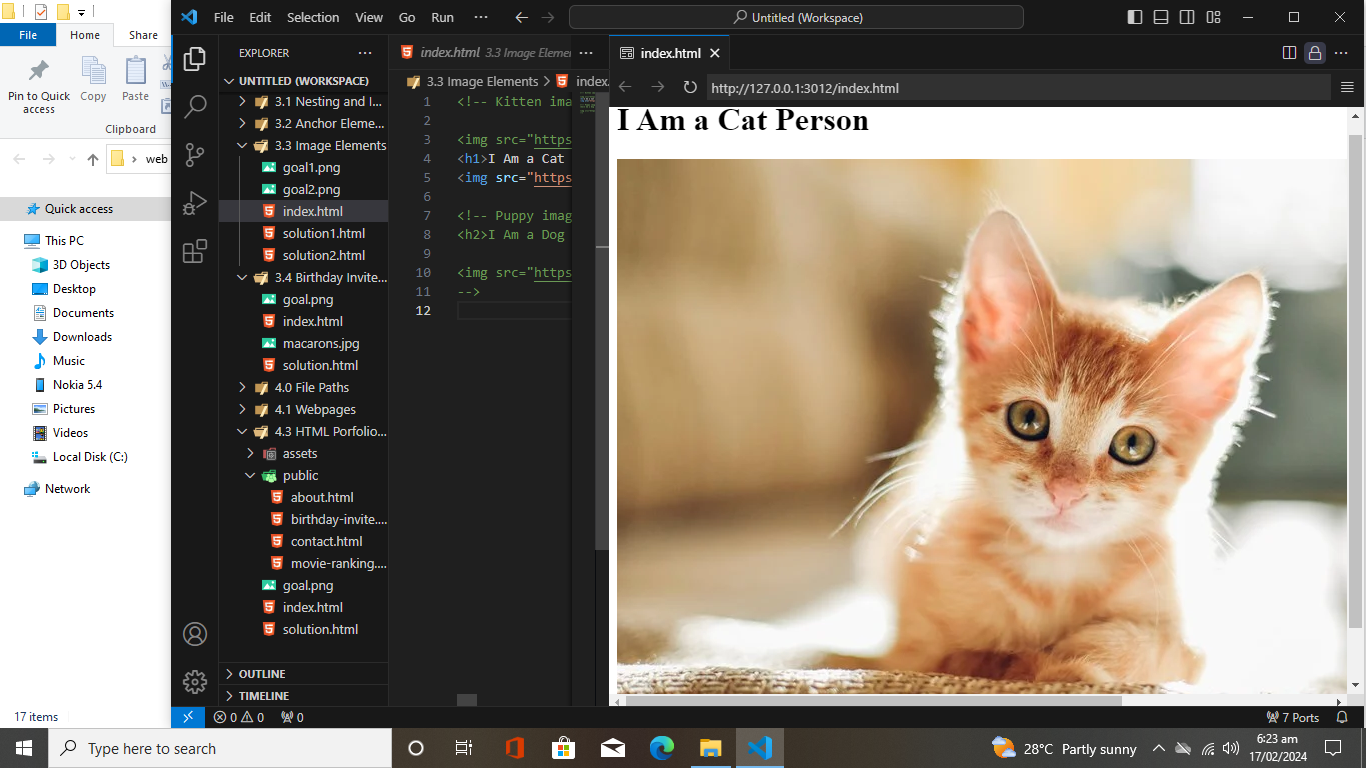 File Edit Selection View Go Run ··· Untitled (Workspace)
File Home Share
Pin to Quick access
Copy
Paste
Clipboard
web
Quick access
This PC
3D Objects
Desktop
Documents
Downloads
Music
Nokia 5.4
Pictures
Videos
Local Disk (C:)
Network
17 items
EXPLORER
UNTITLED (WORKSPACE)
3.1 Nesting and I...
3.2 Anchor Eleme...
3.3 Image Elements
goal1.png
goal2.png
index.html
solution1.html
solution2.html
3.4 Birthday Invite...
goal.png
index.html
macarons.jpg
solution.html
4.0 File Paths
4.1 Webpages
4.3 HTML Porfolio...
assets
public
about.html
birthday-invite....
contact.html
movie-ranking....
goal.png
index.html
solution.html
OUTLINE
TIMELINE
index.html 3.3 Image Elemen
3.3 Image Elements > index.
1 <!-- Kitten ima
2
3 <img src="https
4 <h1>I Am a Cat
5 <img src="https
6
7 <!-- Puppy imag
8 <h2>I Am a Dog
9
10 <img src="https
11 -->
12
index.html
http://127.0.0.1:3012/index.html
I Am a Cat Person
0 0 0
7 Ports
Type here to search
28°C Partly sunny
6:23 am
17/02/2024